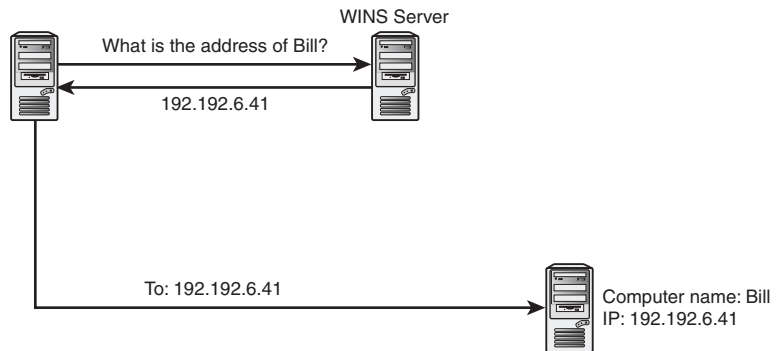 WINS Server
What is the address of Bill?
192.192.6.41
To: 192.192.6.41
Computer name: Bill
IP: 192.192.6.41